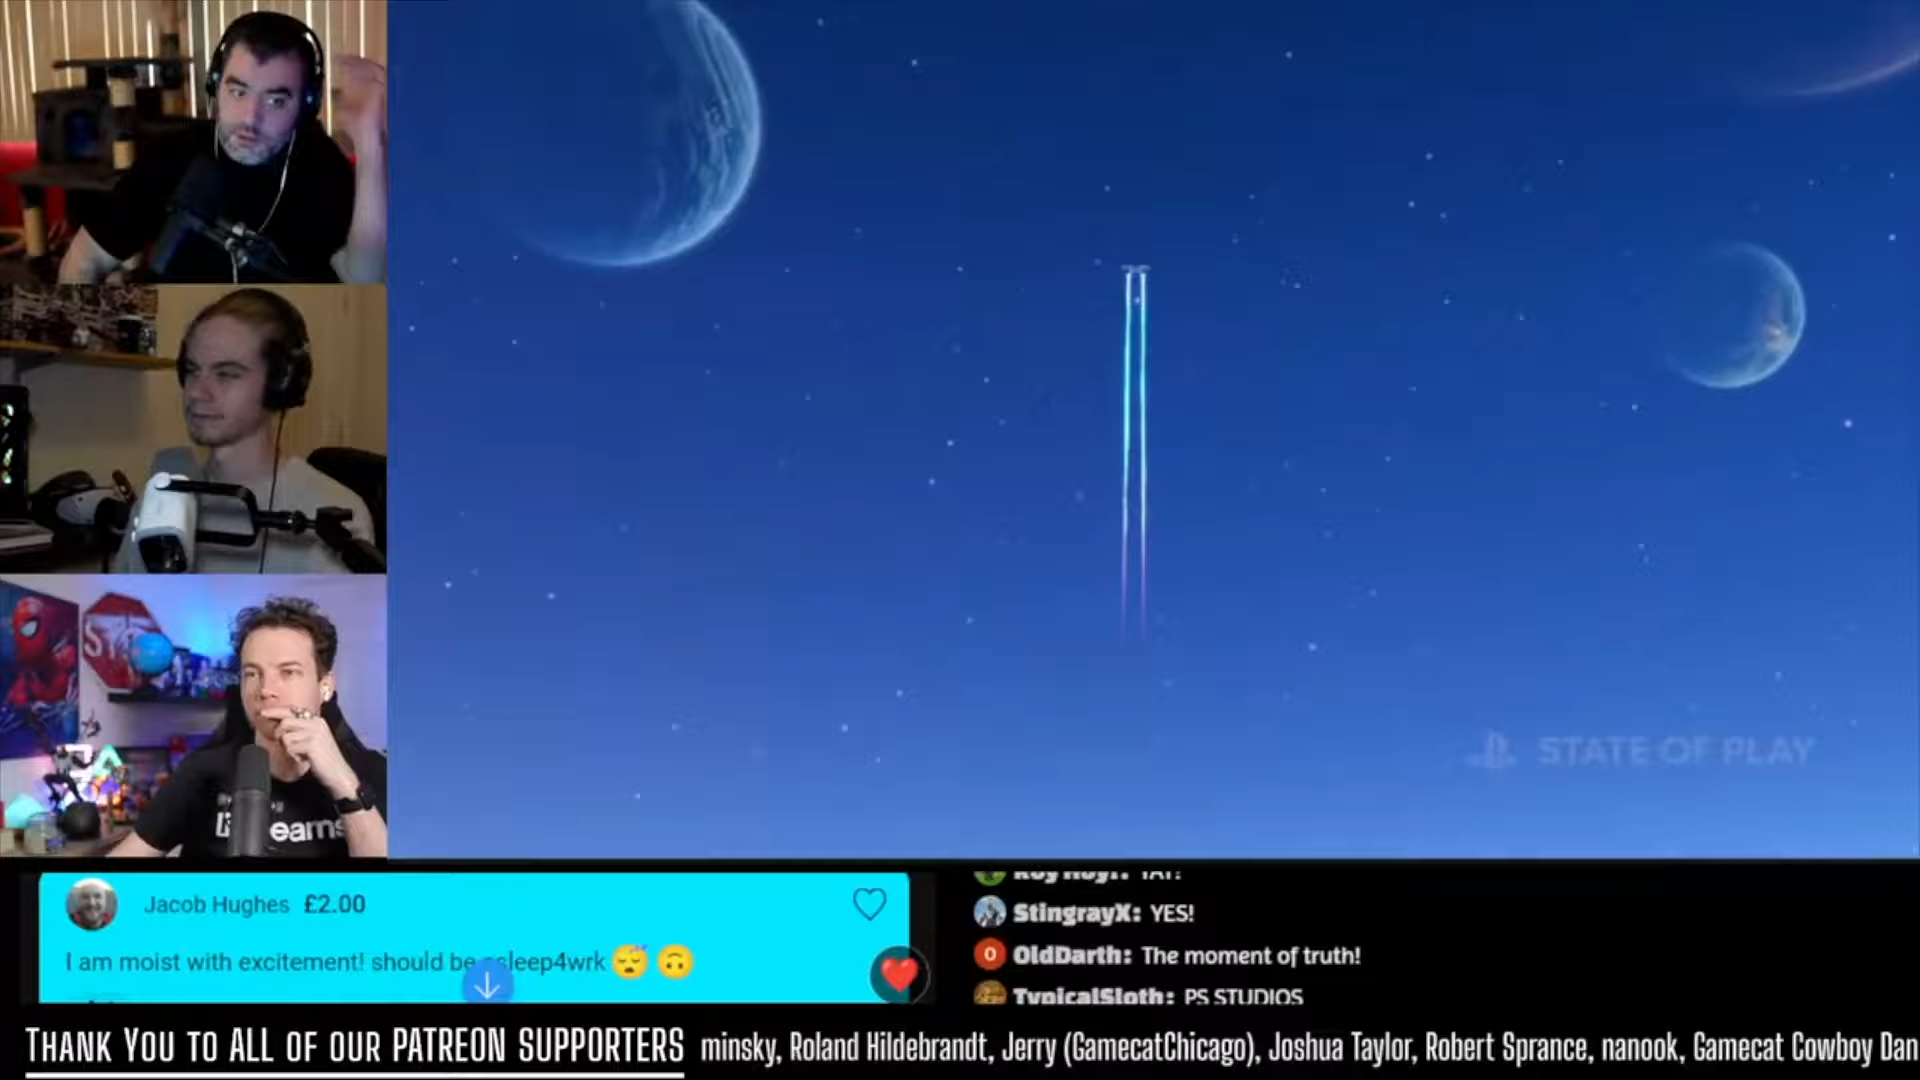 STATE OF PLAY
Jacob Hughes £2.00
I am moist with excitement! should be sleep4wrk 😴 🙃
StingrayX: YES!
OldDarth: The moment of truth!
TypicalSloth: PS STUDIOS
THANK YOU TO ALL OF OUR PATREON SUPPORTERS minsky, Roland Hildebrandt, Jerry (GamecatChicago), Joshua Taylor, Robert Sprance, nanook, Gamecat Cowboy Dan